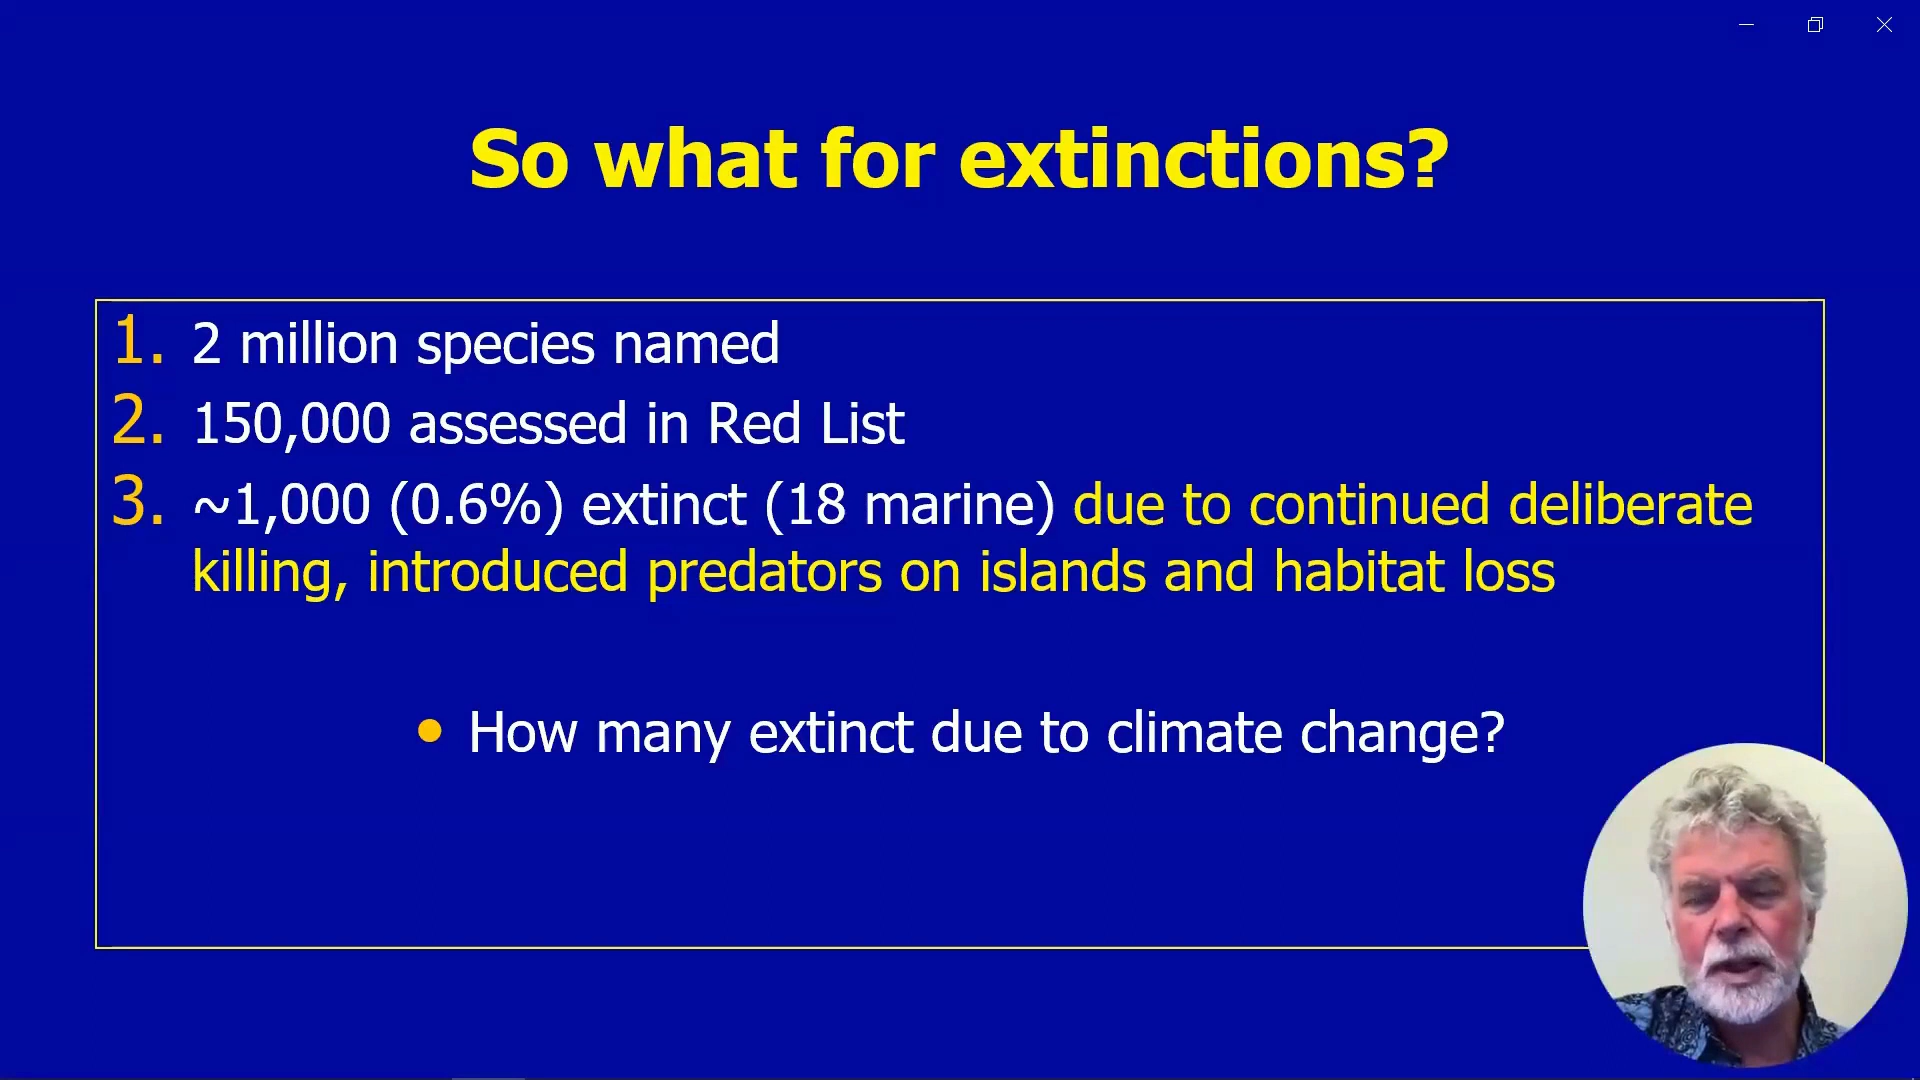 So what for extinctions?
1. 2 million species named
2. 150,000 assessed in Red List
3. ~1,000 (0.6%) extinct (18 marine) due to continued deliberate
killing, introduced predators on islands and habitat loss
• How many extinct due to climate change?